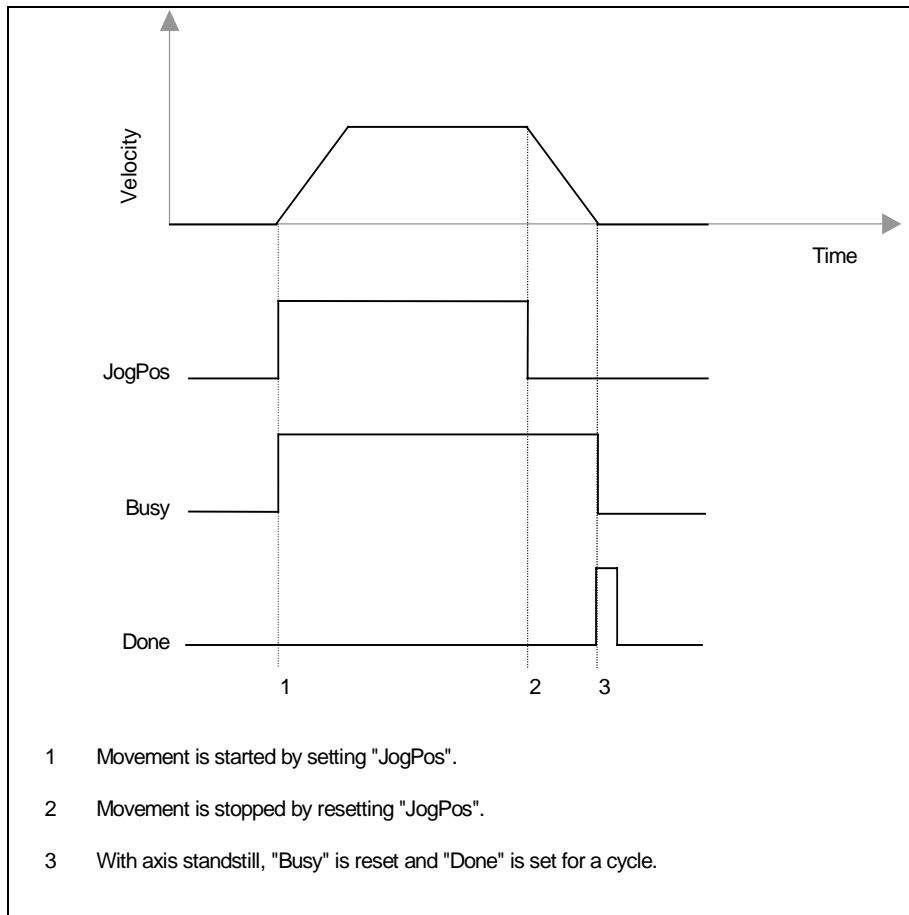 Velocity
Time
JogPos
Busy
Done
1 2 3
1 Movement is started by setting "JogPos".
2 Movement is stopped by resetting "JogPos".
3 With axis standstill, "Busy" is reset and "Done" is set for a cycle.